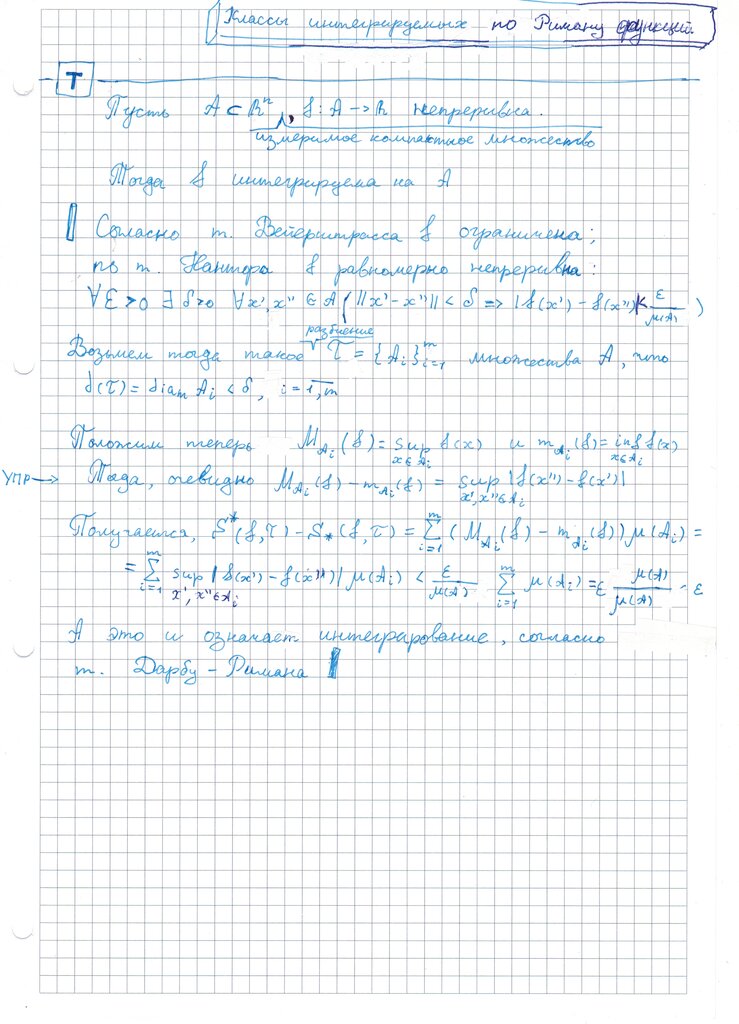 Классы интегрируемых по Риману функций
T
Пусть A ⊂ ℝⁿ, f : A → ℝ непрерывна.
измеримое компактное множество
Тогда f интегрируема на A
Согласно т. Вейерштрасса f ограничена;
по т. Кантора f равномерно непрерывна:
∀ε > 0 ∃ δ > 0 ∀x', x'' ∈ A (||x' - x''|| < δ => |f(x') - f(x'')| < ε/μ(A))
разбиение
Возьмем тогда такое √ τ = {Aᵢ}ᵢ₌₁ᵐ множества A, что
d(τ) = diam Aᵢ < δ, i = 1,m
Положим теперь M_Aᵢ(f) = sup_{x∈Aᵢ} f(x) и m_Aᵢ(f) = inf_{x∈Aᵢ} f(x)
УПР → Тогда, очевидно M_Aᵢ(f) - m_Aᵢ(f) = sup_{x',x''∈Aᵢ} |f(x'') - f(x')|
Получается, S*(f,τ) - S_*(f,τ) = Σᵢ₌₁ᵐ (M_Aᵢ(f) - m_Aᵢ(f)) μ(Aᵢ) =
= Σᵢ₌₁ᵐ sup_{x',x''∈Aᵢ} |f(x') - f(x'')| μ(Aᵢ) < ε/μ(A) Σᵢ₌₁ᵐ μ(Aᵢ) = ε μ(A)/μ(A) - ε
А это и означает интегрирование, согласно
т. Дарбу - Римана